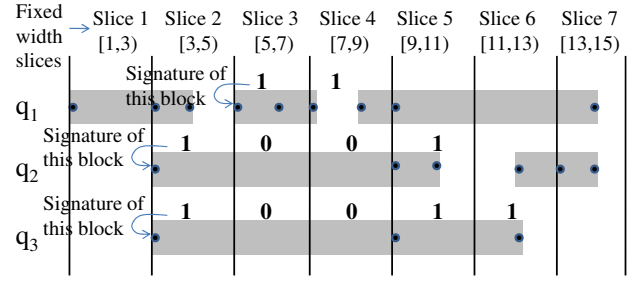 Fixed width slices
Slice 1 Slice 2 Slice 3 Slice 4 Slice 5 Slice 6 Slice 7
[1,3) [3,5) [5,7) [7,9) [9,11) [11,13) [13,15)
Signature of this block
1 1
q1
Signature of this block
1 0 0 1
q2
Signature of this block
1 0 0 1 1
q3